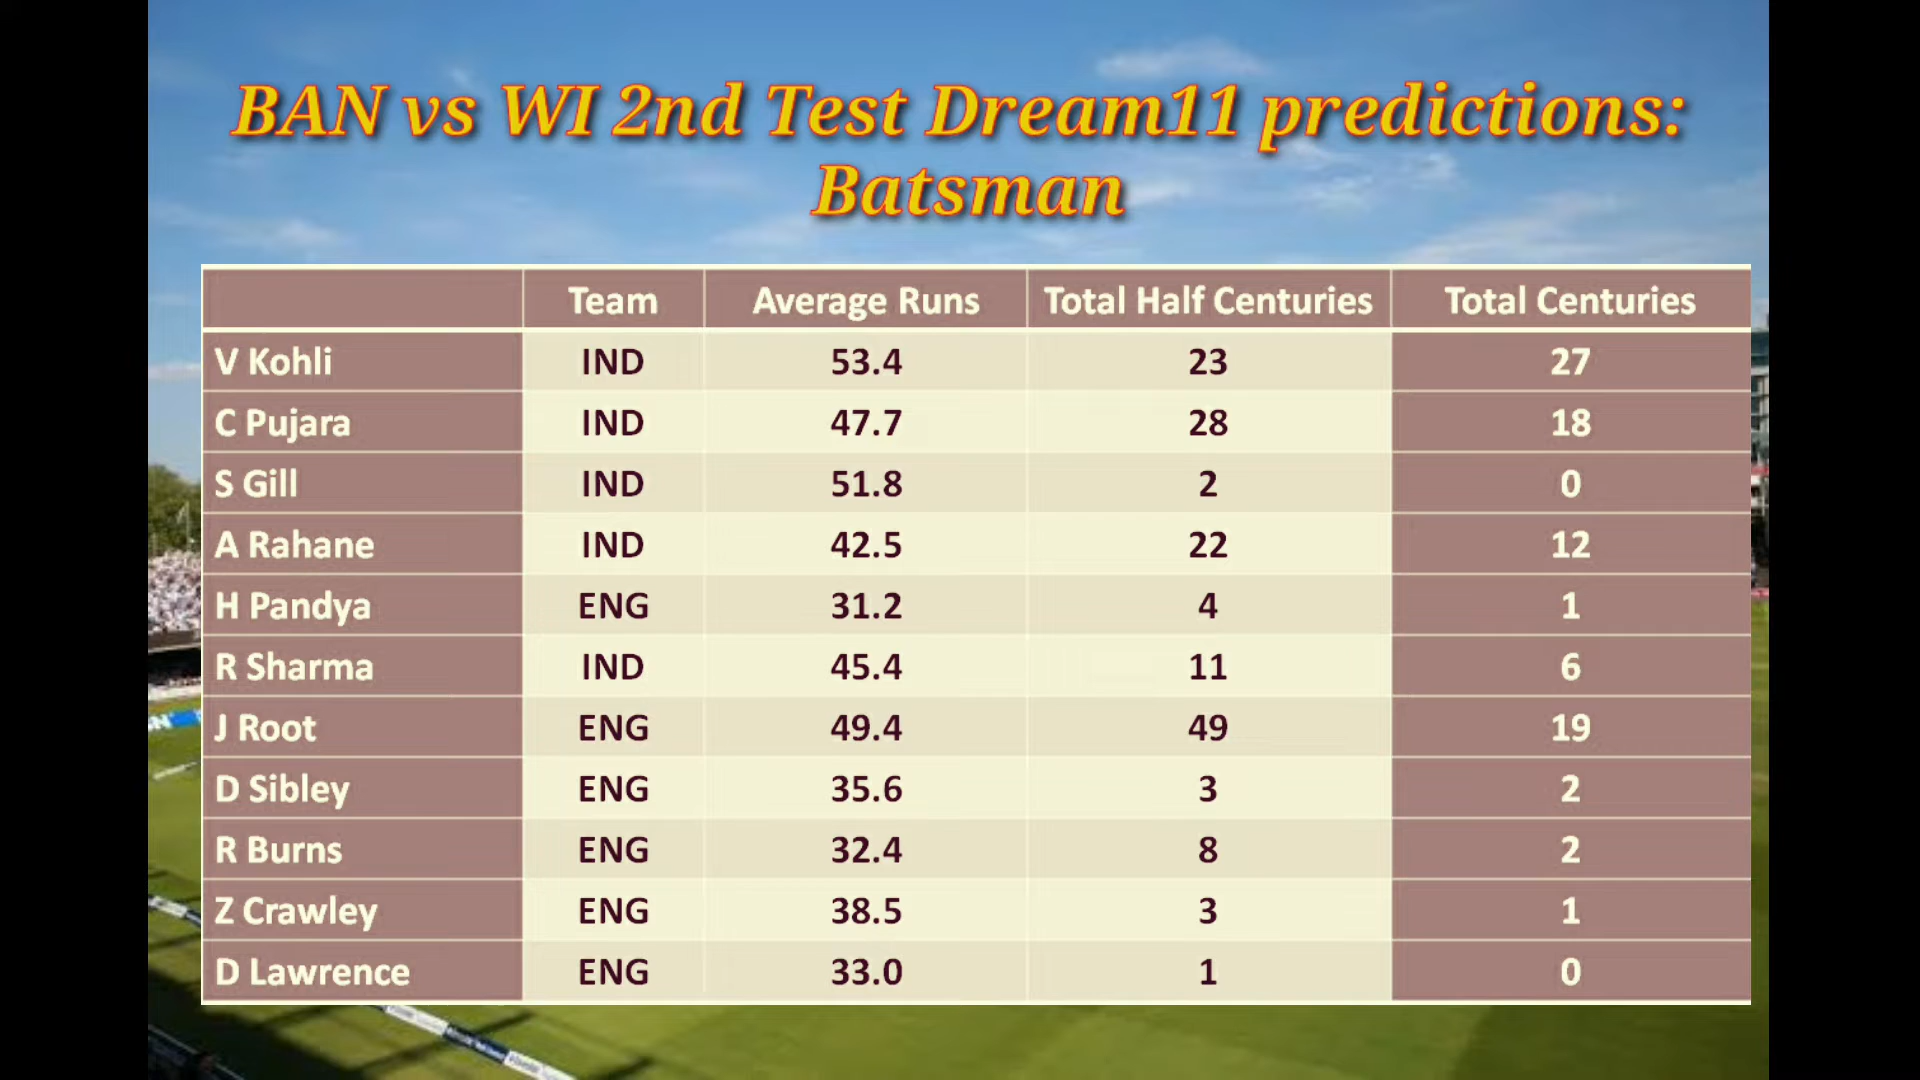 BAN vs WI 2nd Test Dream11 predictions:
Batsman
Team Average Runs Total Half Centuries Total Centuries
V Kohli IND 53.4 23 27
C Pujara IND 47.7 28 18
S Gill IND 51.8 2 0
A Rahane IND 42.5 22 12
H Pandya ENG 31.2 4 1
R Sharma IND 45.4 11 6
J Root ENG 49.4 49 19
D Sibley ENG 35.6 3 2
R Burns ENG 32.4 8 2
Z Crawley ENG 38.5 3 1
D Lawrence ENG 33.0 1 0